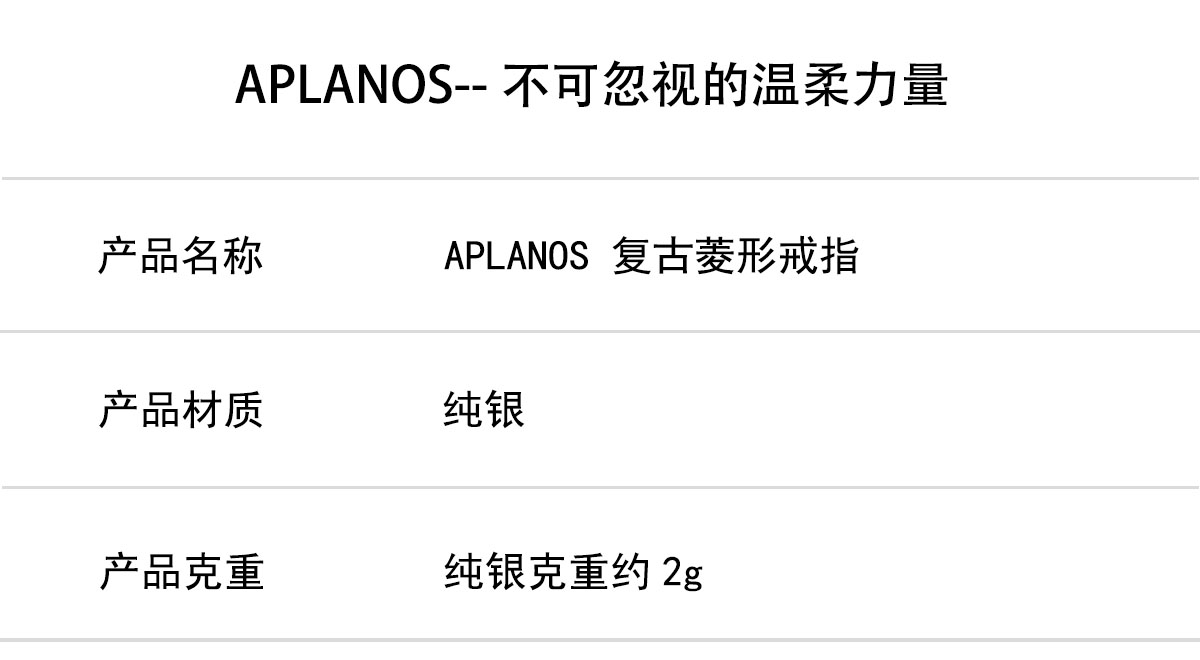 APLANOS-- 不可忽视的温柔力量
产品名称 APLANOS 复古菱形戒指
产品材质 纯银
产品克重 纯银克重约 2g